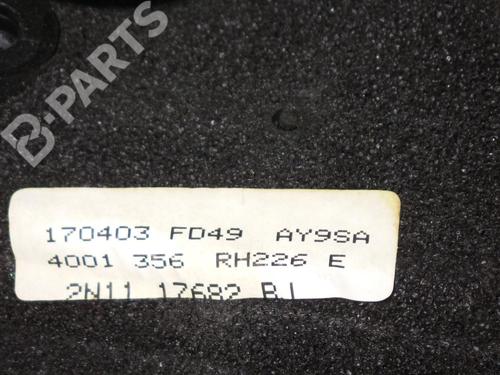 B-PARTS
170403 FD49 AY9SA
4001 356 RH226 E
2N11 17682 BJ